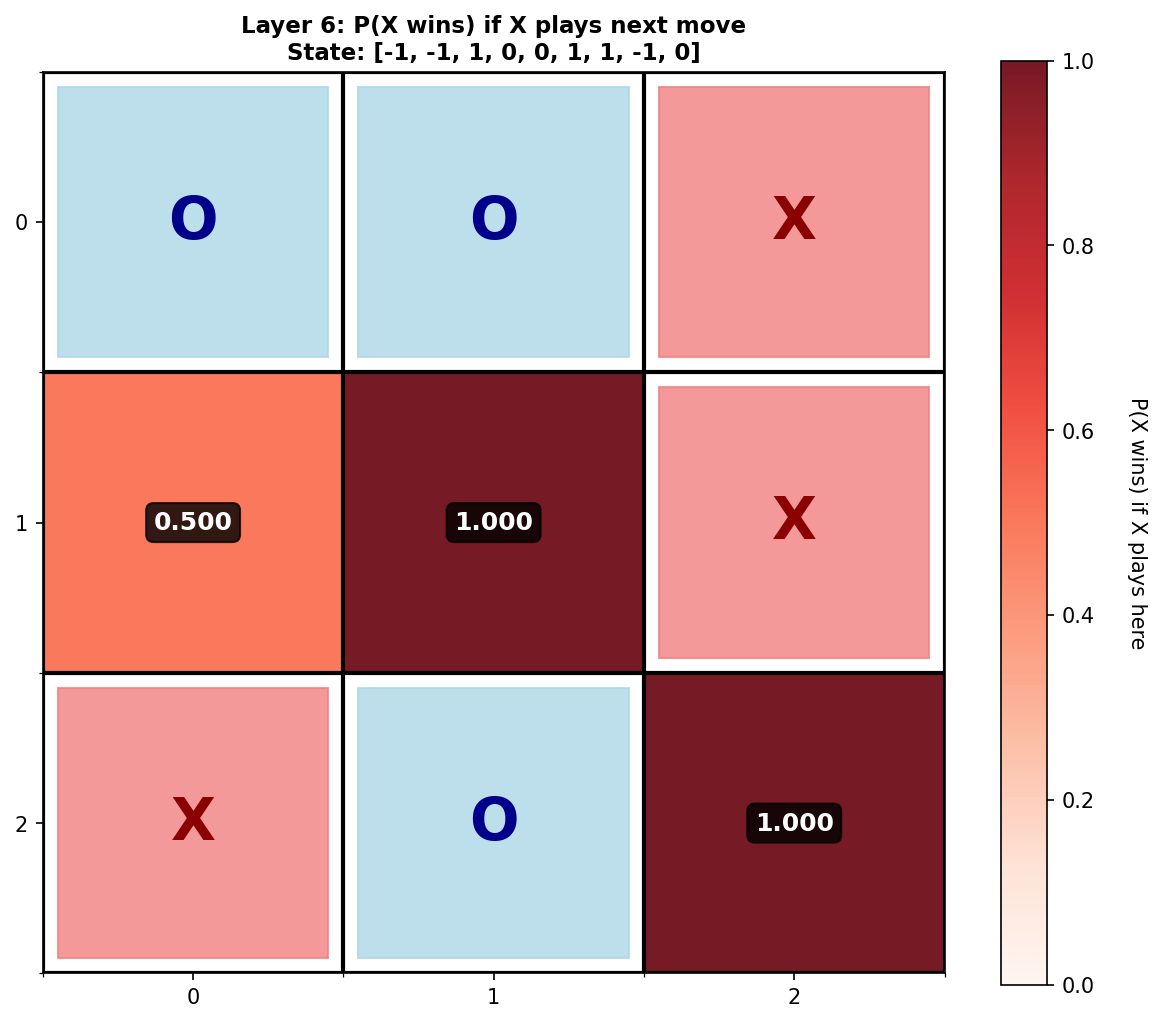 Layer 6: P(X wins) if X plays next move
State: [-1, -1, 1, 0, 0, 1, 1, -1, 0]
0
O
O
X
1
0.500
1.000
X
2
X
O
1.000
0
1
2
1.0
0.8
0.6
0.4
0.2
0.0
P(X wins) if X plays here